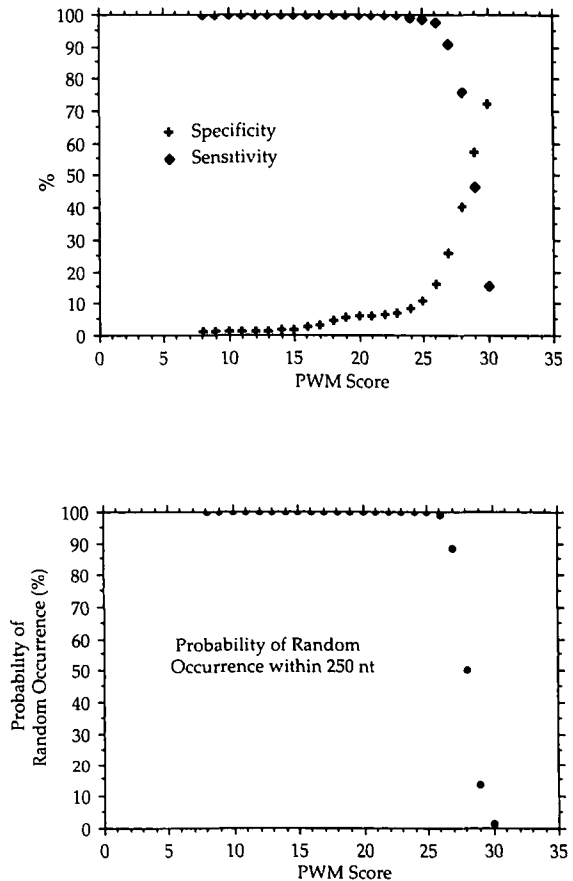 100
90
80
70
60
50
40
30
20
10
0
%
Specificity
Sensitivity
0 5 10 15 20 25 30 35
PWM Score
100
90
80
70
60
50
40
30
20
10
0
Probability of
Random Occurrence (%)
Probability of Random
Occurrence within 250 nt
0 5 10 15 20 25 30 35
PWM Score